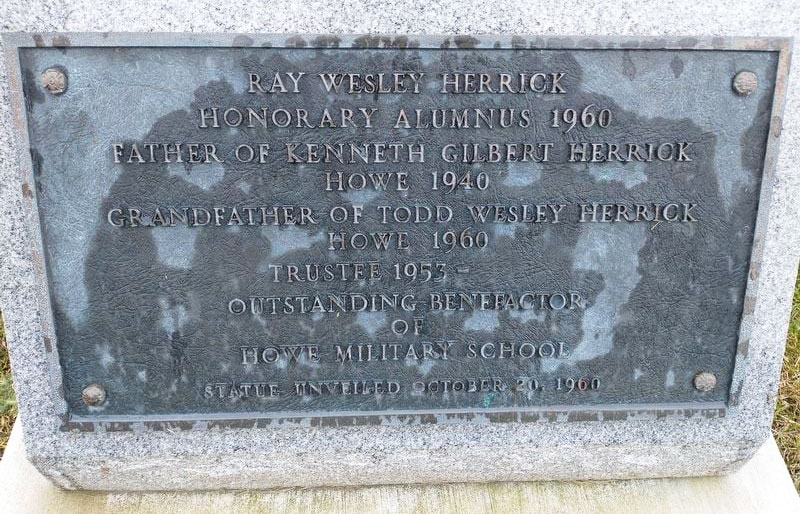 RAY WESLEY HERRICK
HONORARY ALUMNUS 1960
FATHER OF KENNETH GILBERT HERRICK
HOWE 1940
GRANDFATHER OF TODD WESLEY HERRICK
HOWE 1960
TRUSTEE 1953 –
OUTSTANDING BENEFACTOR
OF
HOWE MILITARY SCHOOL
STATUE UNVEILED OCTOBER 20, 1960